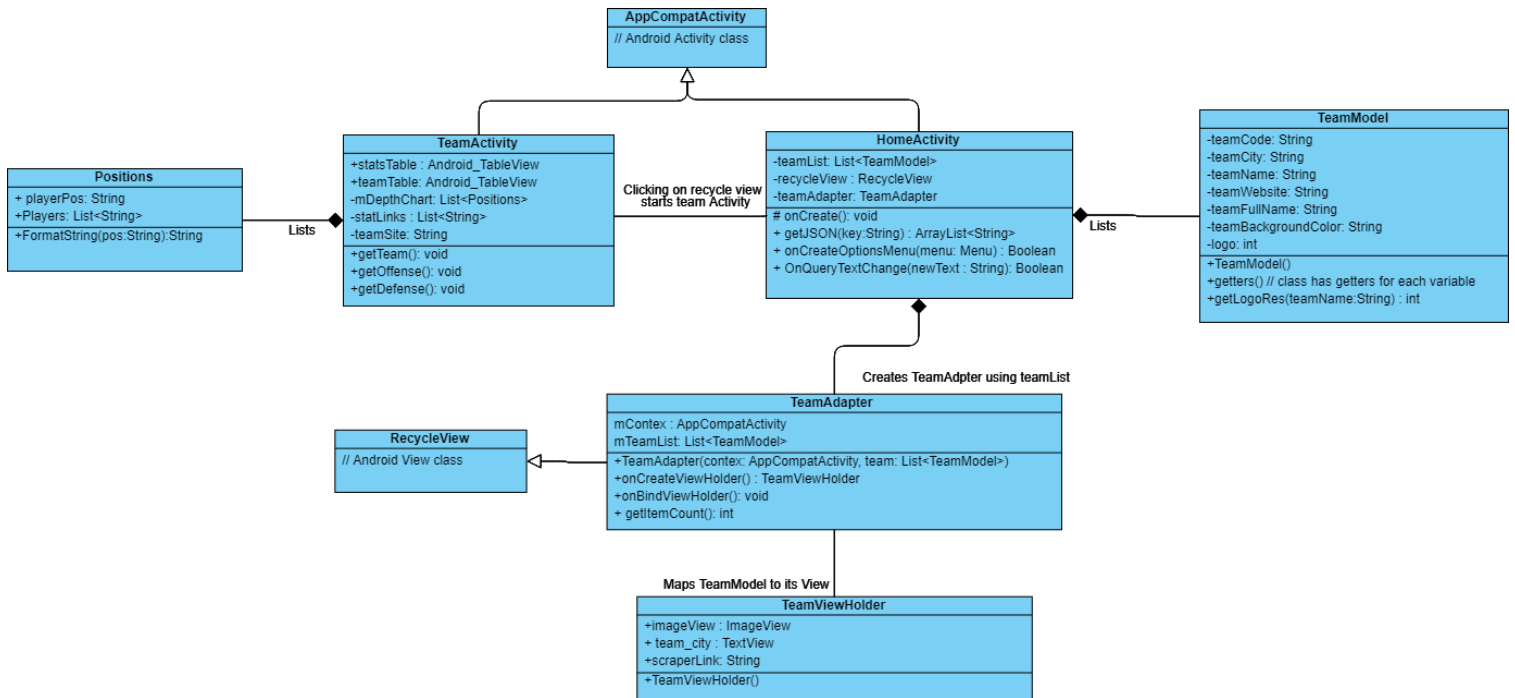 AppCompatActivity
// Android Activity class
TeamActivity
+statsTable : Android_TableView
+teamTable: Android_TableView
-mDepthChart: List<Positions>
-statLinks : List<String>
-teamSite: String
+getTeam(): void
+getOffense(): void
+getDefense(): void
HomeActivity
-teamList: List<TeamModel>
-recycleView : RecycleView
-teamAdapter: TeamAdapter
# onCreate(): void
+ getJSON(key:String) : ArrayList<String>
+ onCreateOptionsMenu(menu: Menu) : Boolean
+ OnQueryTextChange(newText : String): Boolean
TeamModel
-teamCode: String
-teamCity: String
-teamName: String
-teamWebsite: String
-teamFullName: String
-teamBackgroundColor: String
-logo: int
+TeamModel()
+getters() // class has getters for each variable
+getLogoRes(teamName:String) : int
Positions
+ playerPos: String
+Players: List<String>
+FormatString(pos:String):String
Lists
Clicking on recycle view
starts team Activity
Lists
Creates TeamAdpter using teamList
TeamAdapter
mContex : AppCompatActivity
mTeamList: List<TeamModel>
+TeamAdapter(contex: AppCompatActivity, team: List<TeamModel>)
+onCreateViewHolder() : TeamViewHolder
+onBindViewHolder(): void
+ getItemCount(): int
RecycleView
// Android View class
Maps TeamModel to its View
TeamViewHolder
+imageView : ImageView
+ team_city : TextView
+scraperLink: String
+TeamViewHolder()